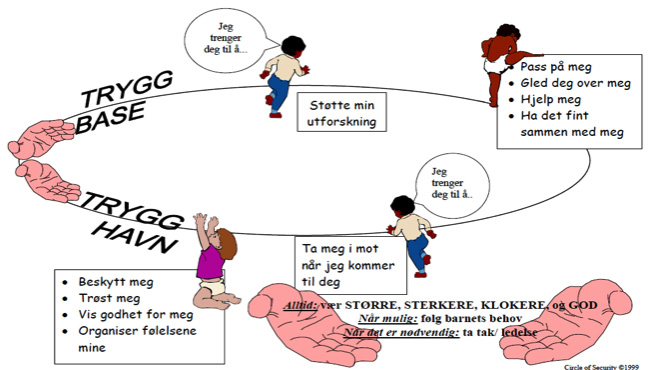 Jeg
trenger
deg til å...
TRYGG
BASE
Støtte min
utforskning
• Pass på meg
• Gled deg over meg
• Hjelp meg
• Ha det fint
sammen med meg
Jeg
trenger
deg til å..
TRYGG
HAVN
Ta meg i mot
når jeg kommer
til deg
• Beskytt meg
• Trøst meg
• Vis godhet for meg
• Organiser følelsene
mine
Alltid: vær STØRRE, STERKERE, KLOKERE, og GOD
Når mulig: følg barnets behov
Når det er nødvendig: ta tak/ ledelse
Circle of Security ©1999